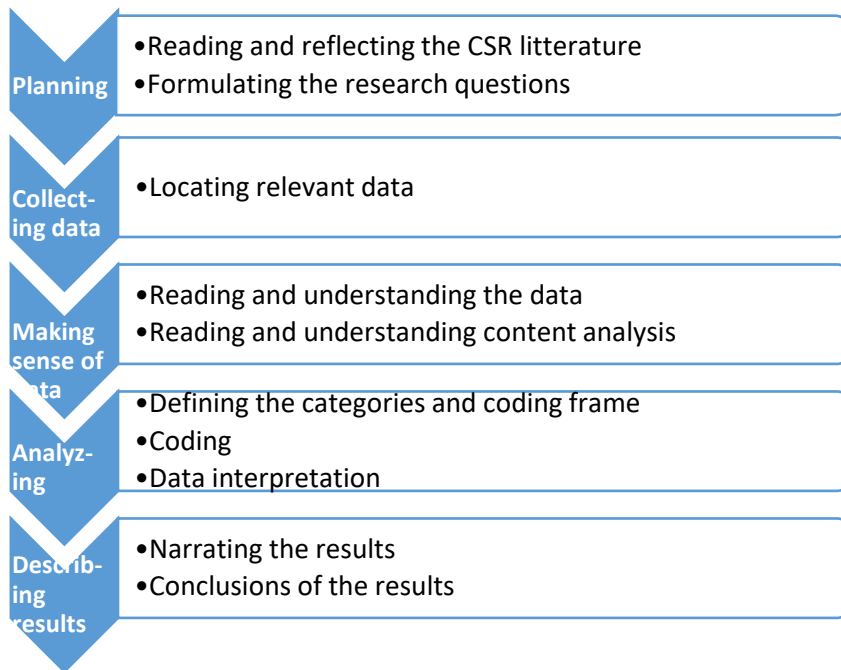 Planning
•Reading and reflecting the CSR litterature
•Formulating the research questions
Collect-
ing data
•Locating relevant data
Making
sense of
data
•Reading and understanding the data
•Reading and understanding content analysis
Analyz-
ing
•Defining the categories and coding frame
•Coding
•Data interpretation
Describ-
ing
results
•Narrating the results
•Conclusions of the results